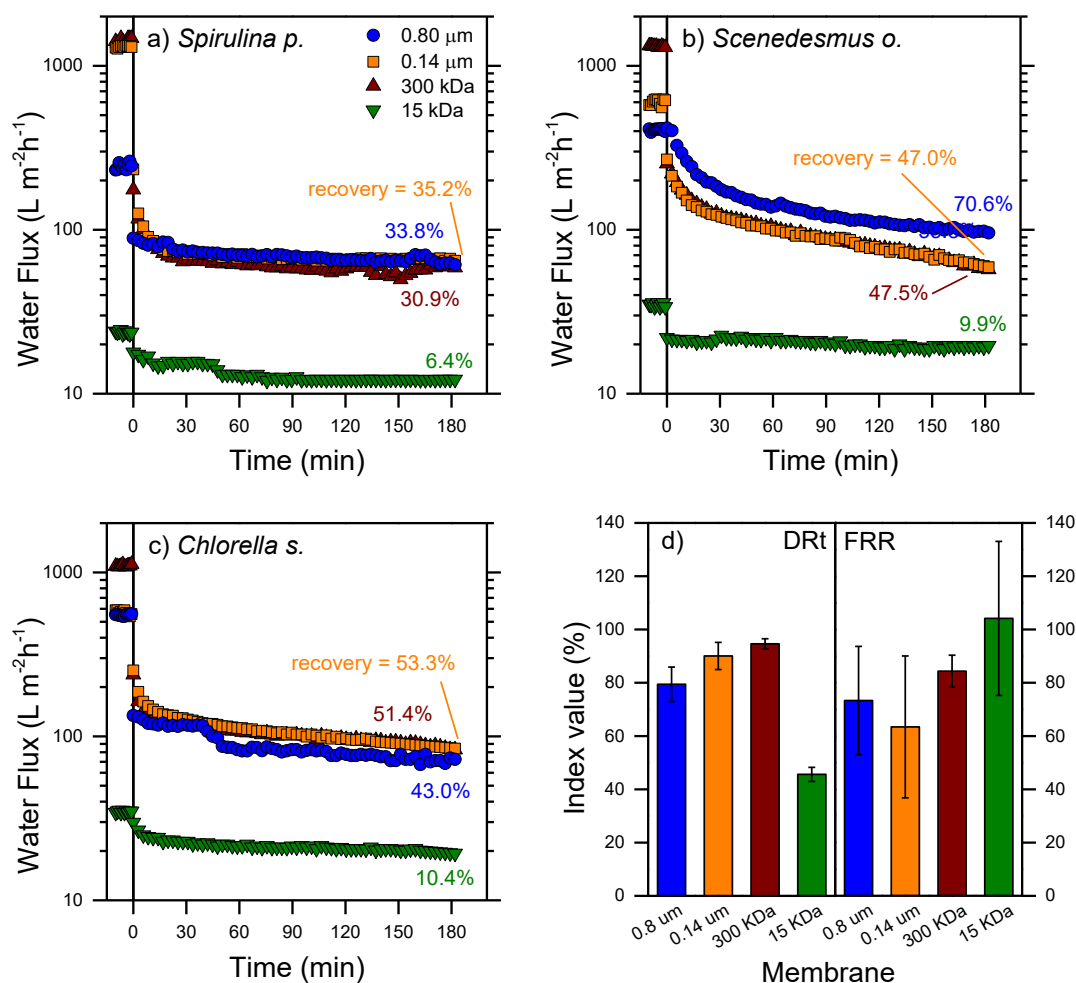 a) Spirulina p.
0.80 μm
0.14 μm
300 kDa
15 kDa
recovery = 35.2%
33.8%
30.9%
6.4%
1000
100
10
Water Flux (L m⁻²h⁻¹)
0 30 60 90 120 150 180
Time (min)
b) Scenedesmus o.
recovery = 47.0%
70.6%
47.5%
9.9%
1000
100
10
Water Flux (L m⁻²h⁻¹)
0 30 60 90 120 150 180
Time (min)
c) Chlorella s.
recovery = 53.3%
51.4%
43.0%
10.4%
1000
100
10
Water Flux (L m⁻²h⁻¹)
0 30 60 90 120 150 180
Time (min)
d) DRt FRR
140 140
120 120
100 100
80 80
60 60
40 40
20 20
0 0
Index value (%)
0.8 um 0.14 um 300 KDa 15 KDa 0.8 um 0.14 um 300 KDa 15 KDa
Membrane